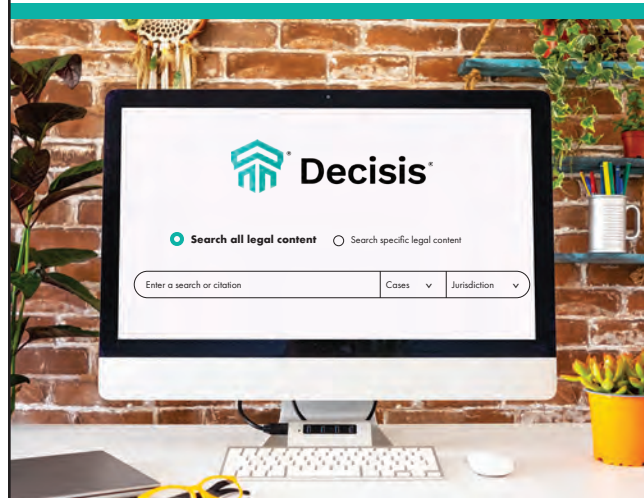 Decisis®
Search all legal content Search specific legal content
Enter a search or citation Cases Jurisdiction